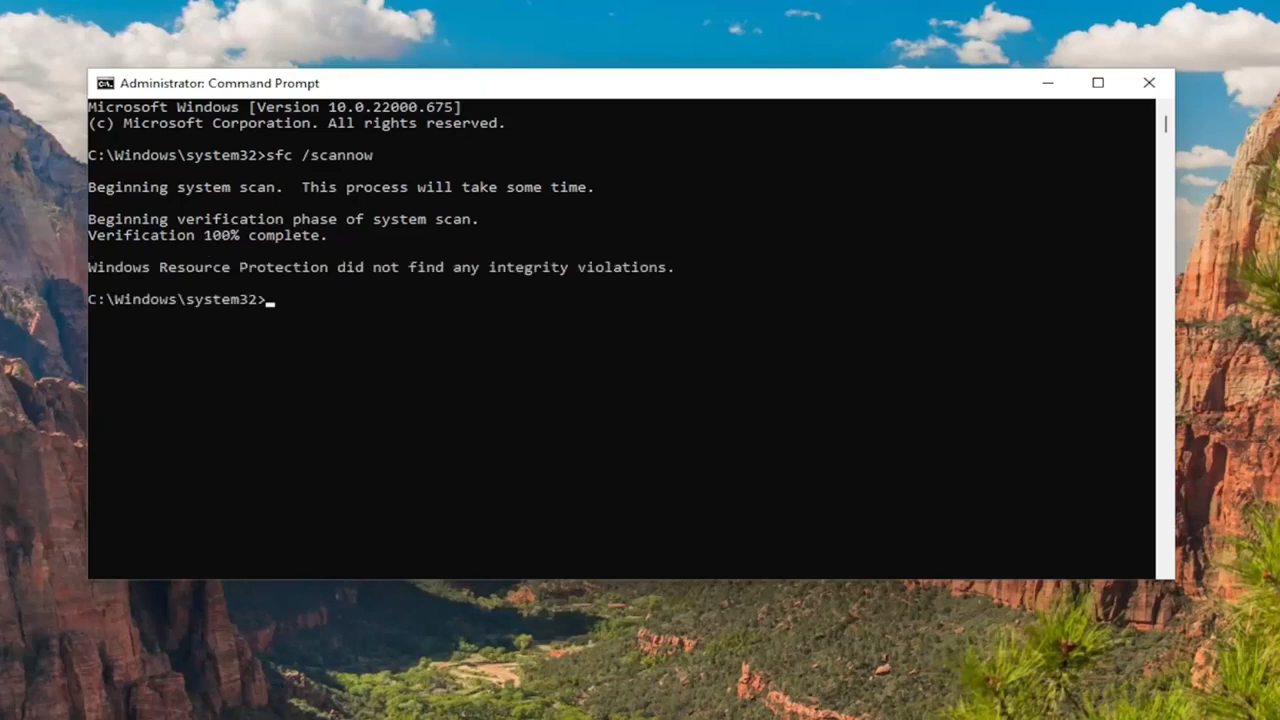 Administrator: Command Prompt
Microsoft Windows [Version 10.0.22000.675]
(c) Microsoft Corporation. All rights reserved.
C:\Windows\system32>sfc /scannow
Beginning system scan.  This process will take some time.
Beginning verification phase of system scan.
Verification 100% complete.
Windows Resource Protection did not find any integrity violations.
C:\Windows\system32>